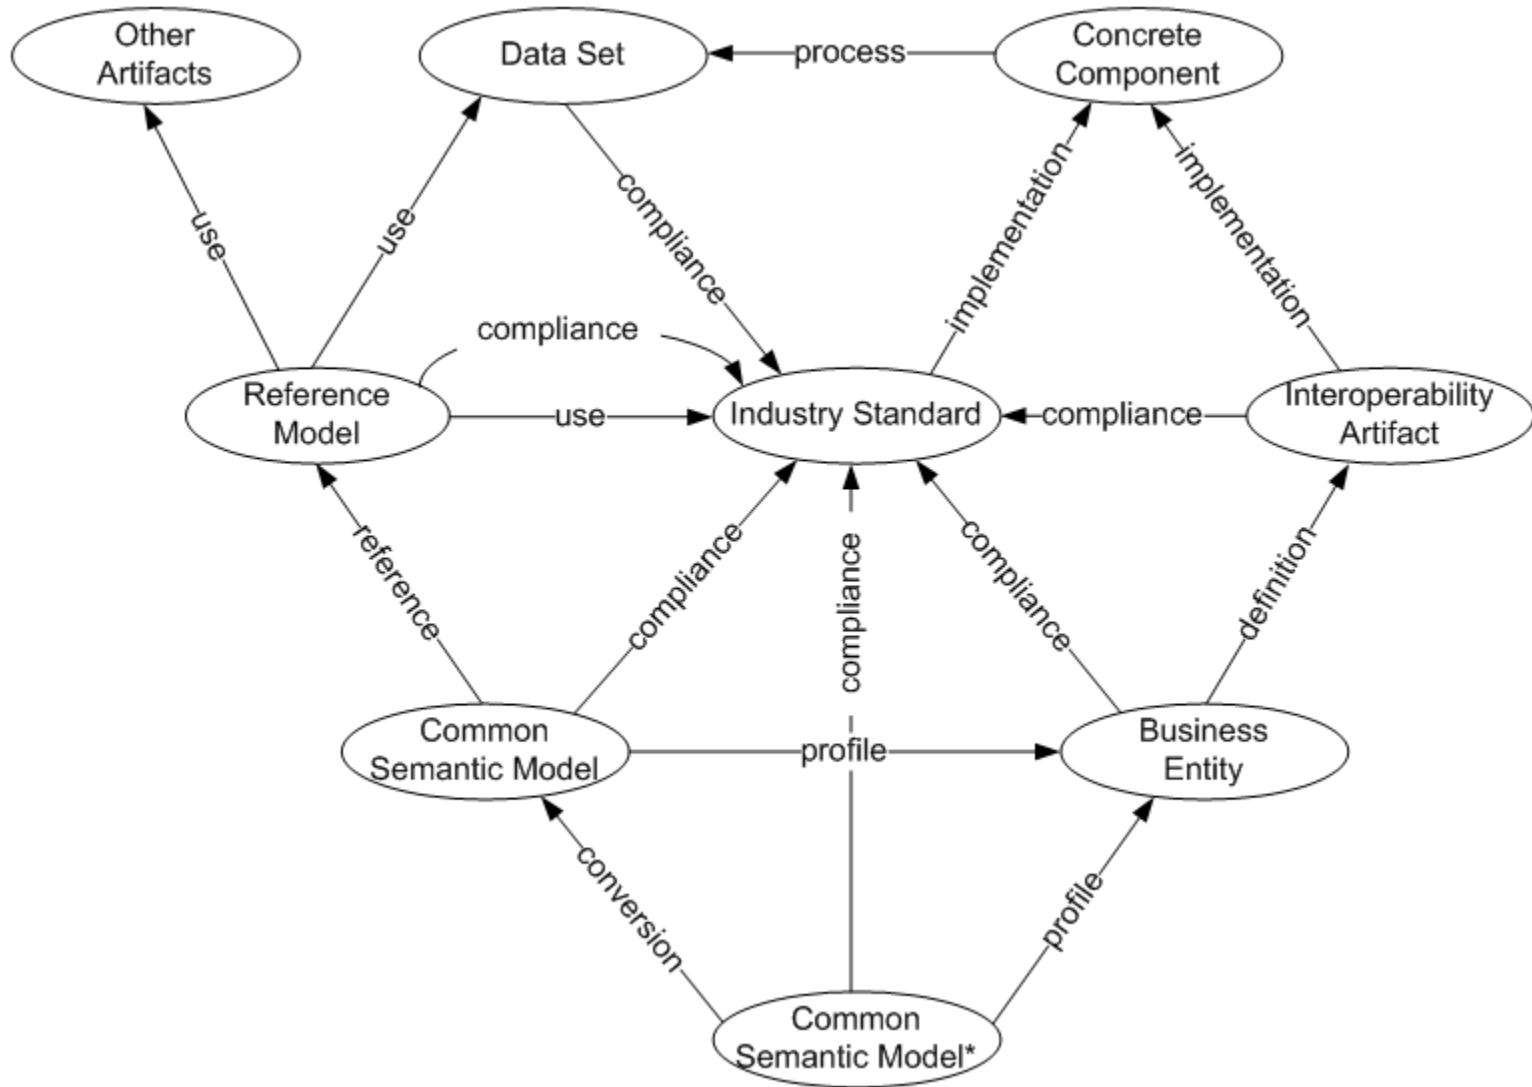 Other
Artifacts
Data Set
process
Concrete
Component
use
use
compliance
implementation
implementation
compliance
Reference
Model
use
Industry Standard
compliance
Interoperability
Artifact
reference
compliance
compliance
compliance
definition
Common
Semantic Model
profile
Business
Entity
conversion
profile
Common
Semantic Model*